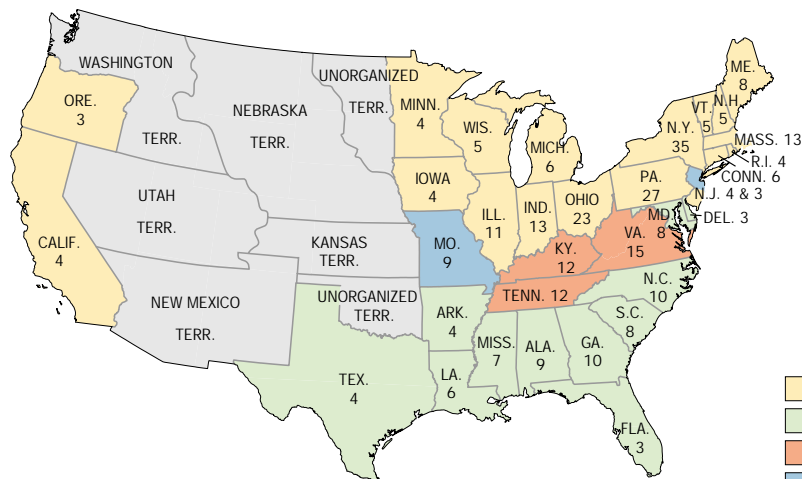 WASHINGTON
TERR.
ORE.
3
CALIF.
4
NEBRASKA
TERR.
UTAH
TERR.
NEW MEXICO
TERR.
UNORGANIZED
TERR.
KANSAS
TERR.
UNORGANIZED
TERR.
TEX.
4
MINN.
4
IOWA
4
MO.
9
ARK.
4
LA.
6
WIS.
5
ILL.
11
MICH.
6
IND.
13
OHIO
23
KY.
12
TENN. 12
MISS.
7
ALA.
9
GA.
10
FLA.
3
S.C.
8
N.C.
10
VA.
15
MD.
8
DEL. 3
PA.
27
N.J. 4 & 3
N.Y.
35
CONN. 6
R.I. 4
MASS. 13
VT.
5
N.H.
5
ME.
8